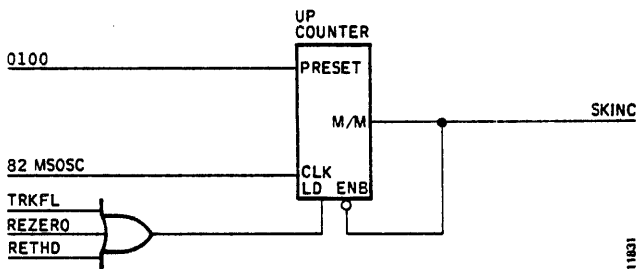 UP
COUNTER
0100
PRESET
M/M
SKINC
82 MSOSC
CLK
LD ENB
TRKFL
REZERO
RETHD
11831